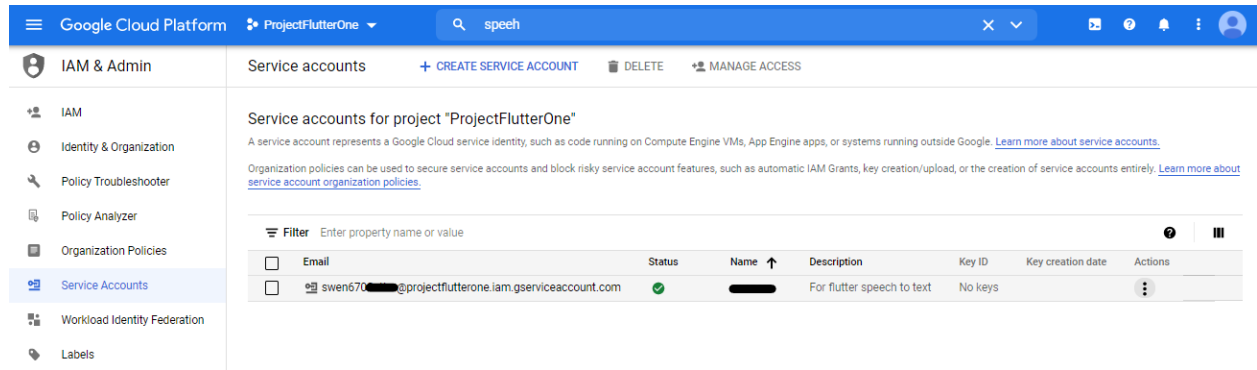 Google Cloud Platform ProjectFlutterOne speeh
IAM & Admin Service accounts + CREATE SERVICE ACCOUNT DELETE MANAGE ACCESS
IAM
Identity & Organization
Policy Troubleshooter
Policy Analyzer
Organization Policies
Service Accounts
Workload Identity Federation
Labels
Service accounts for project "ProjectFlutterOne"
A service account represents a Google Cloud service identity, such as code running on Compute Engine VMs, App Engine apps, or systems running outside Google. Learn more about service accounts.
Organization policies can be used to secure service accounts and block risky service account features, such as automatic IAM Grants, key creation/upload, or the creation of service accounts entirely. Learn more about
service account organization policies.
Filter Enter property name or value
Email Status Name ↑ Description Key ID Key creation date Actions
swen670 @projectflutterone.iam.gserviceaccount.com For flutter speech to text No keys